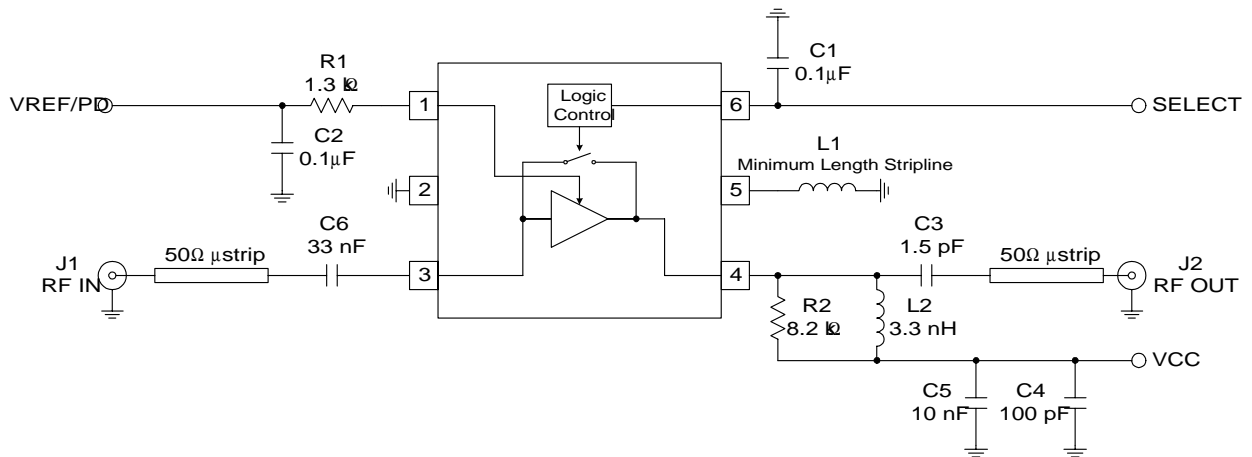 C1
0.1µF
R1
1.3 kΩ
VREF/PD
1
Logic
Control
6
SELECT
C2
0.1µF
L1
Minimum Length Stripline
2
5
C6
33 nF
C3
1.5 pF
J1
RF IN
50Ω µstrip
3
4
50Ω µstrip
J2
RF OUT
R2
8.2 kΩ
L2
3.3 nH
VCC
C5
10 nF
C4
100 pF